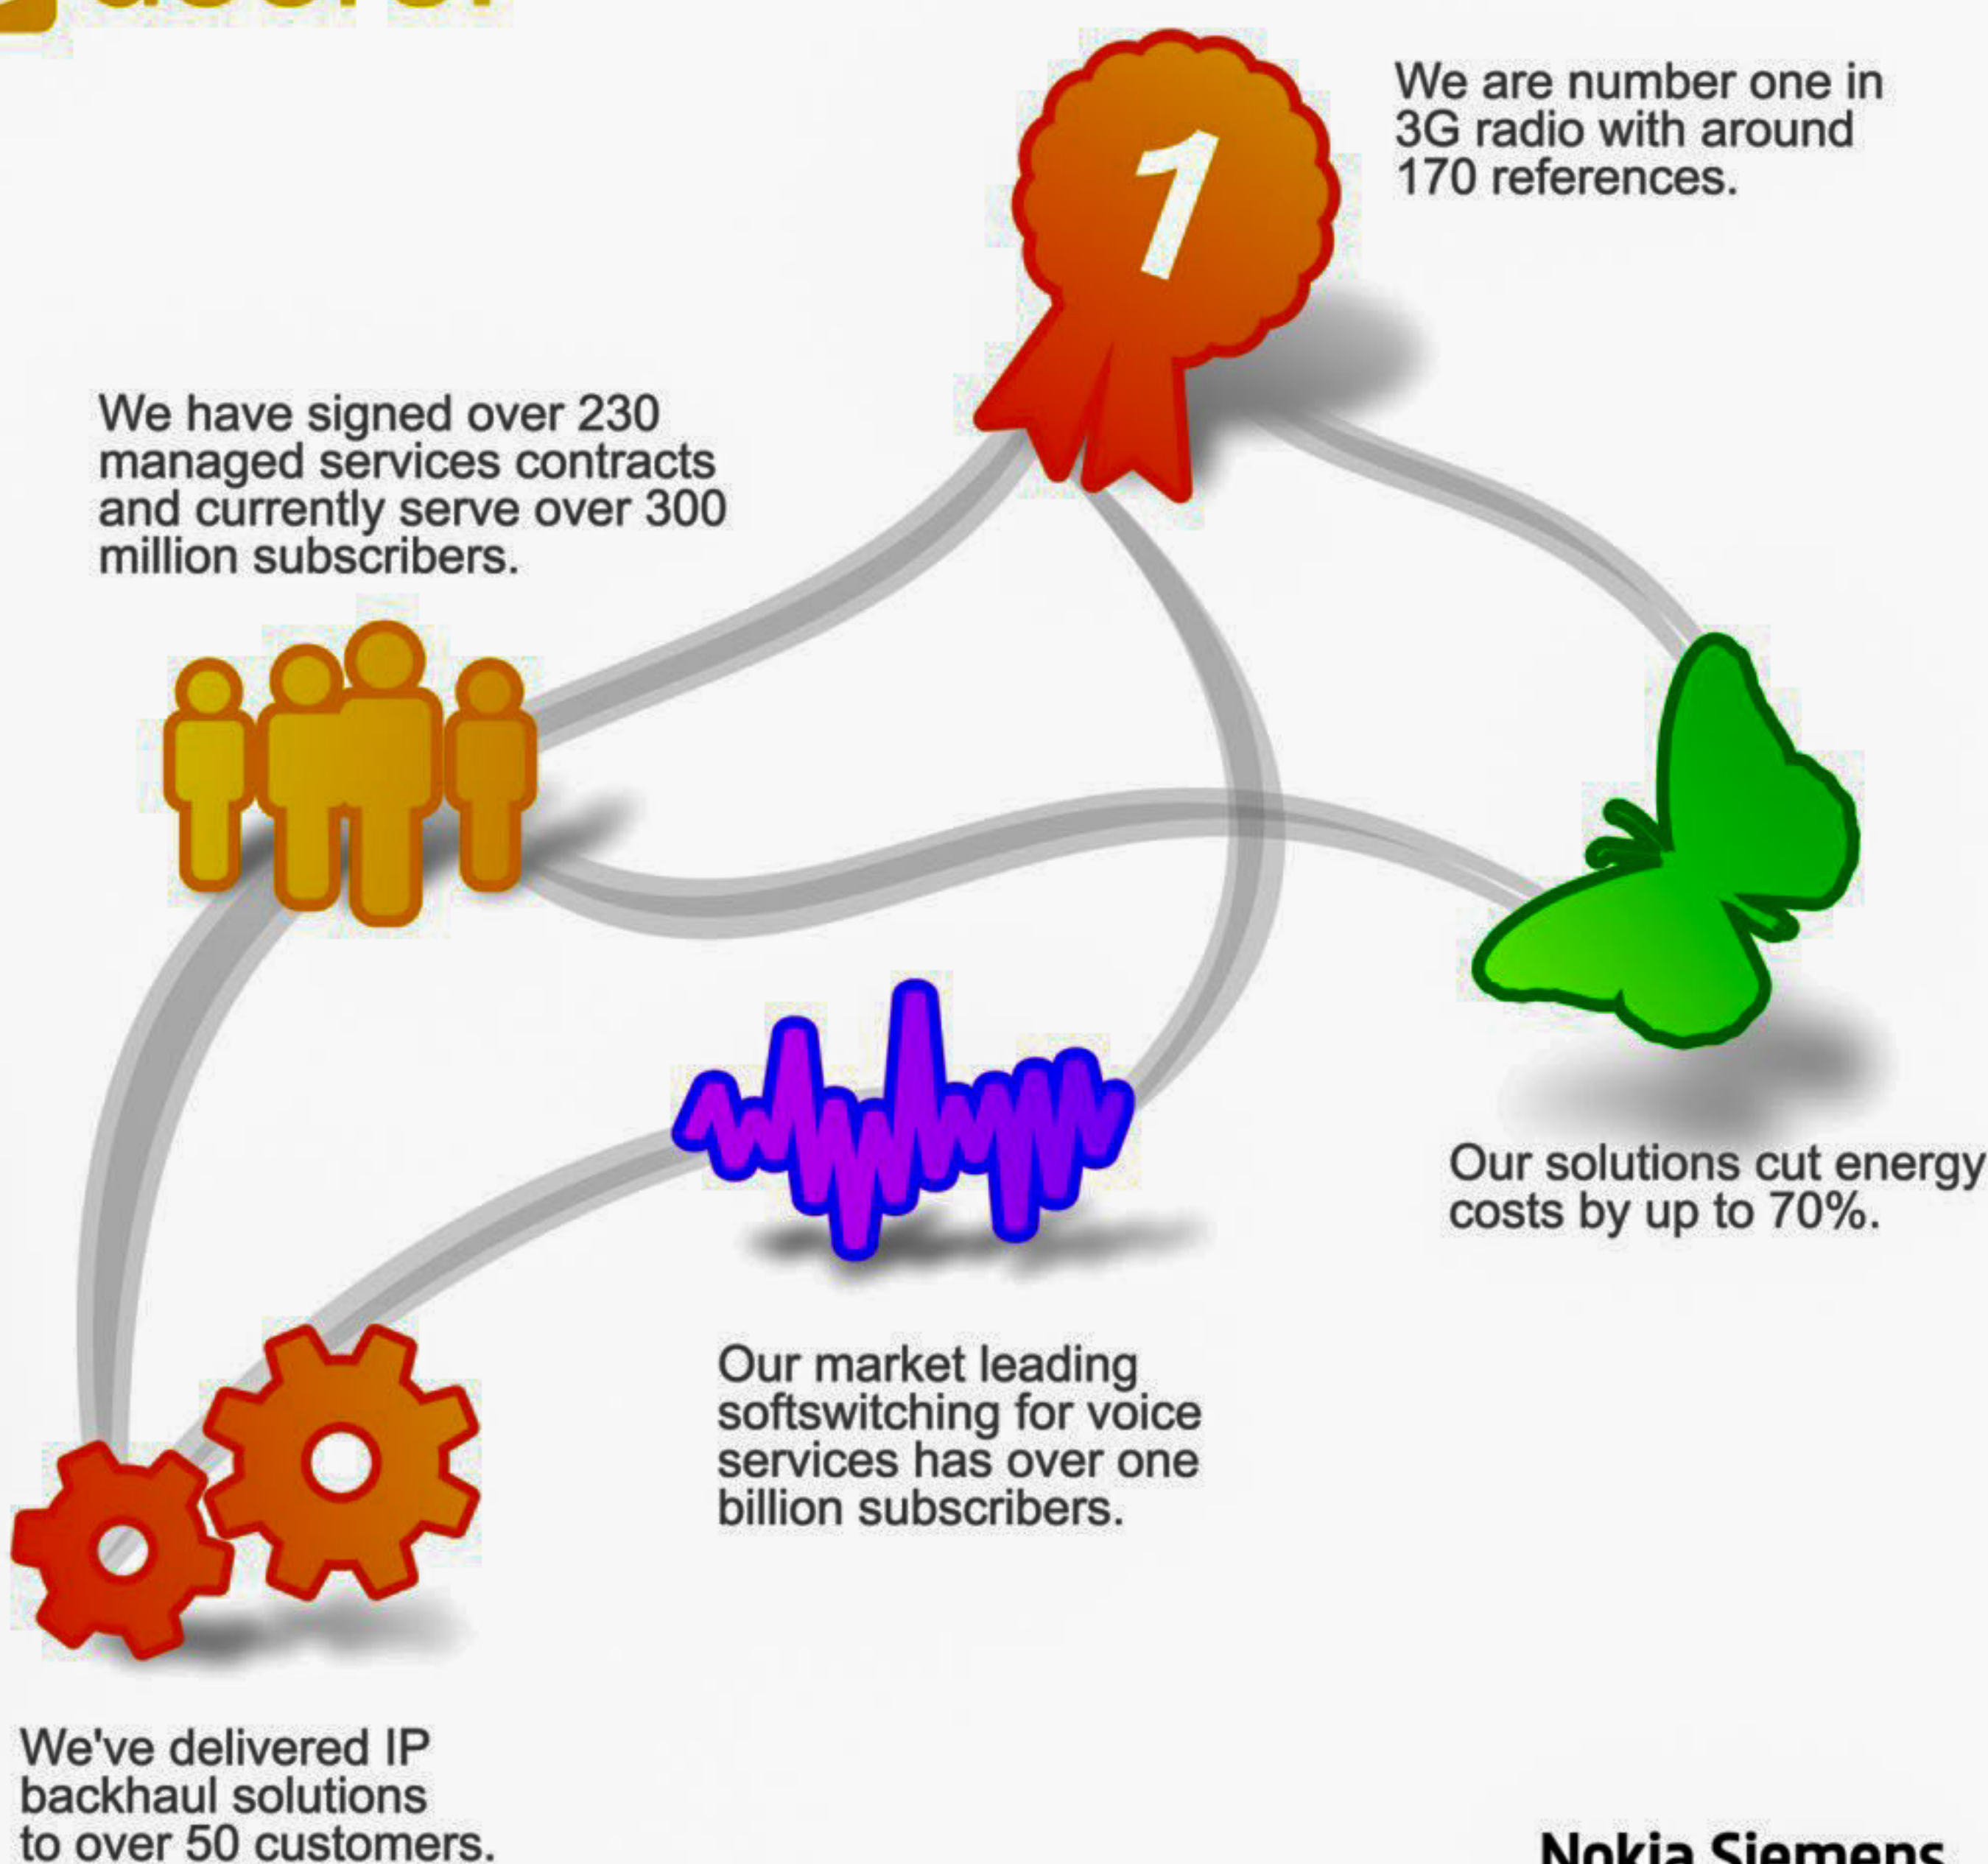 We are number one in
3G radio with around
170 references.
1
We have signed over 230
managed services contracts
and currently serve over 300
million subscribers.
Our solutions cut energy
costs by up to 70%.
Our market leading
softswitching for voice
services has over one
billion subscribers.
We've delivered IP
backhaul solutions
to over 50 customers.
Nokia Siemens